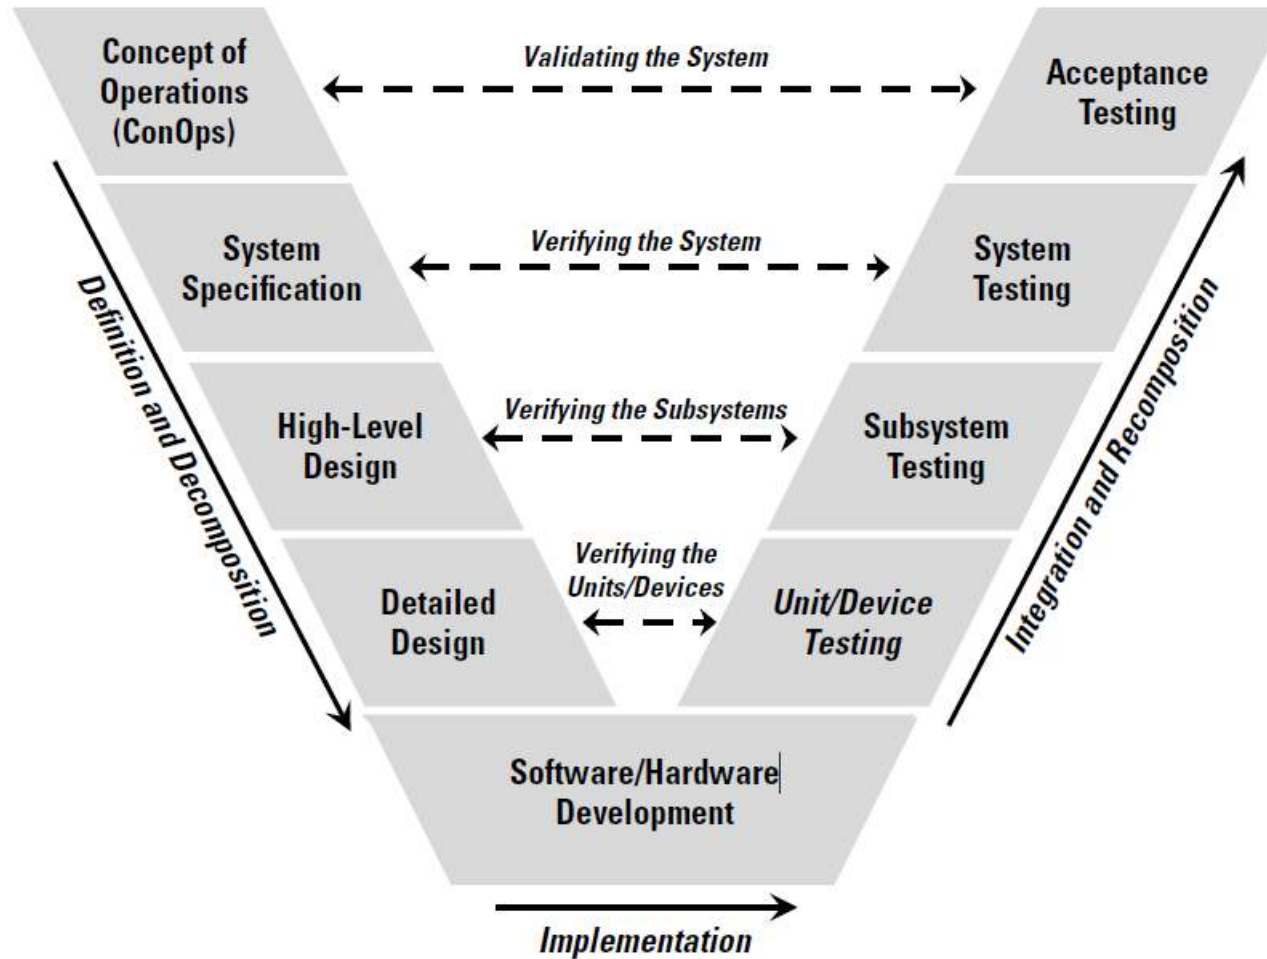 Concept of
Operations
(ConOps)
Validating the System
Acceptance
Testing
System
Specification
Verifying the System
System
Testing
High-Level
Design
Verifying the Subsystems
Subsystem
Testing
Detailed
Design
Verifying the
Units/Devices
Unit/Device
Testing
Software/Hardware
Development
Definition and Decomposition
Implementation
Integration and Recomposition